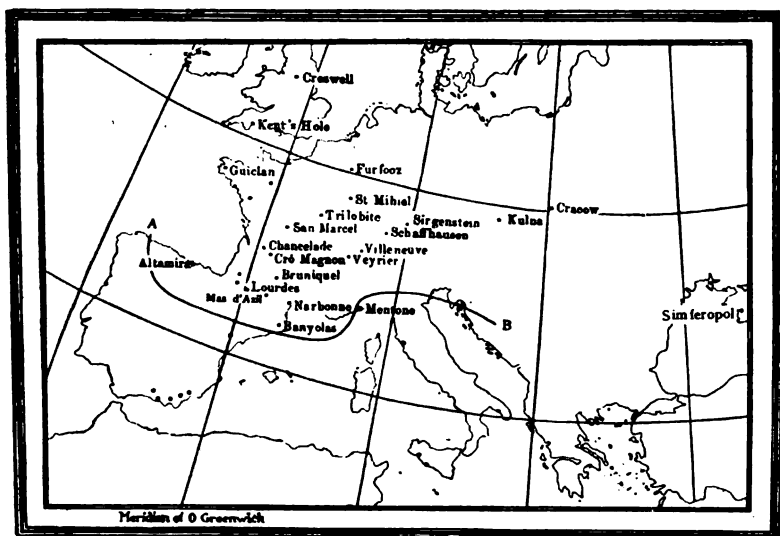 Creswell
Kent's Hole
Guiclan
Furfooz
St Mihiel
Cracow
Trilobite
Sirgenstein
Kulna
San Marcel
Schaffhausen
A
Chancelade
Villeneuve
Altamira
Cró Magnon
Veyrier
Bruniquel
Lourdes
Mas d'Azil
Narbonne
Mentone
Simferopol
B
Banyolas
Meridian of 0 Greenwich